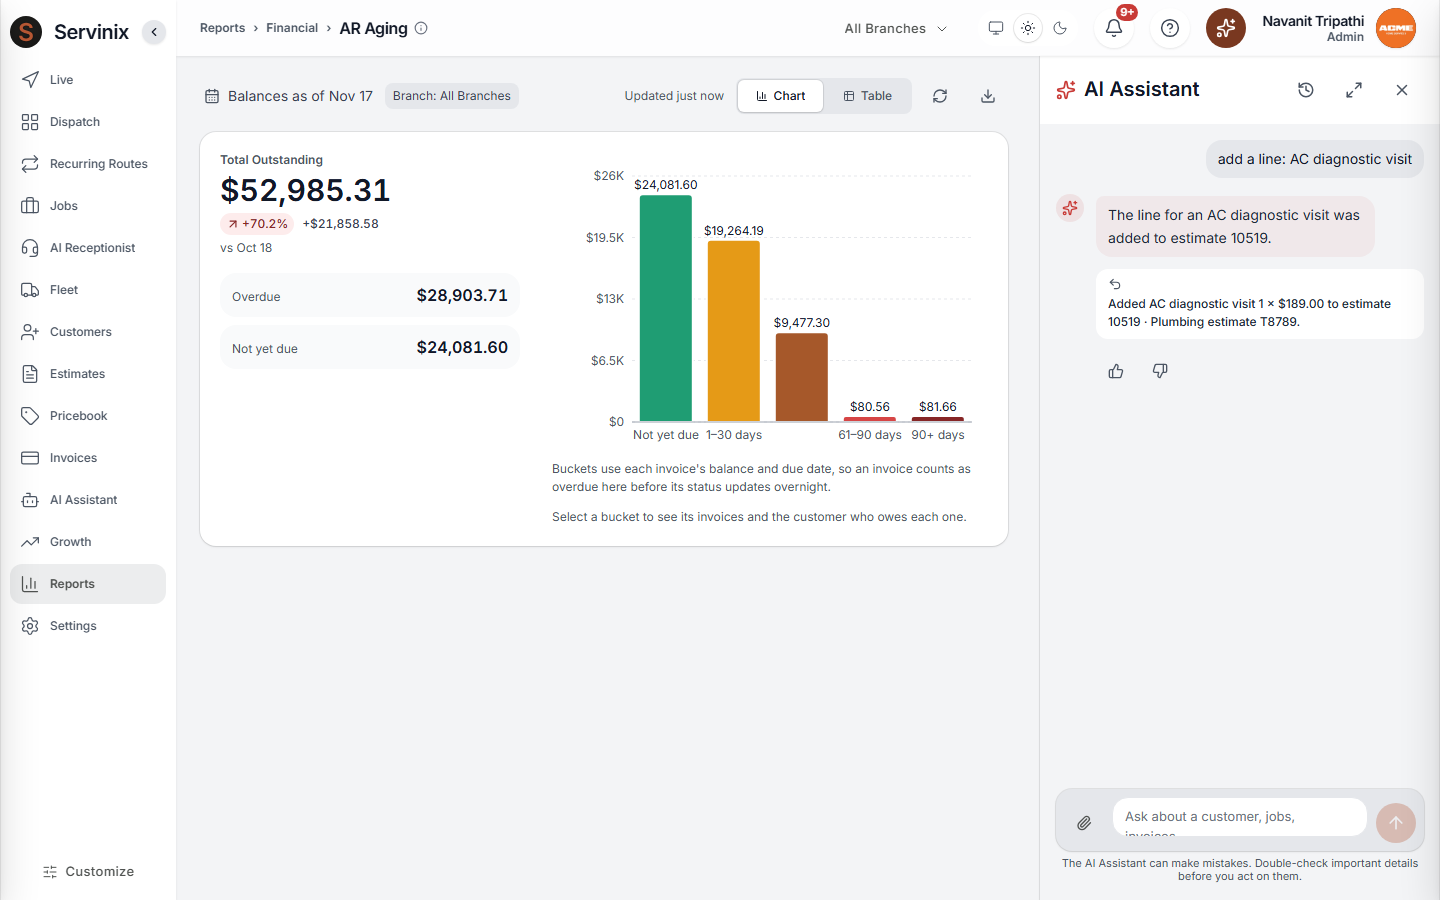 Servinix
Live
Dispatch
Recurring Routes
Jobs
AI Receptionist
Fleet
Customers
Estimates
Pricebook
Invoices
AI Assistant
Growth
Reports
Settings
Customize
Reports › Financial › AR Aging
All Branches
9+
Navanit Tripathi
Admin
ACME
Balances as of Nov 17
Branch: All Branches
Updated just now
Chart
Table
Total Outstanding
$52,985.31
+70.2% +$21,858.58
vs Oct 18
Overdue $28,903.71
Not yet due $24,081.60
$26K
$19.5K
$13K
$6.5K
$0
$24,081.60
$19,264.19
$9,477.30
$80.56
$81.66
Not yet due 1–30 days 61–90 days 90+ days
Buckets use each invoice's balance and due date, so an invoice counts as
overdue here before its status updates overnight.
Select a bucket to see its invoices and the customer who owes each one.
AI Assistant
add a line: AC diagnostic visit
The line for an AC diagnostic visit was
added to estimate 10519.
Added AC diagnostic visit 1 × $189.00 to estimate
10519 · Plumbing estimate T8789.
Ask about a customer, jobs,
invoices
The AI Assistant can make mistakes. Double-check important details
before you act on them.